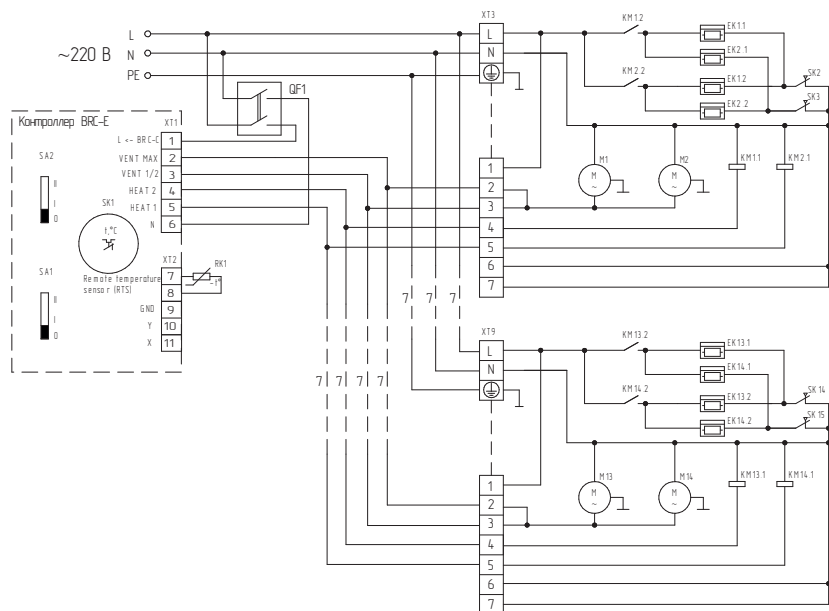 ~220 В
L
N
PE
QF1
Контроллер BRC-E
SA2
II
I
0
SK1
t,°C
SA1
II
I
0
XT1
L <- BRC-C 1
VENT MAX 2
VENT 1/2 3
HEAT 2 4
HEAT 1 5
N 6
XT2
7
8
GND 9
Y 10
X 11
Remote temperature
sensor (RTS)
RK1
-t°
7
7
7
7
7
7
7
XT3
L
N
1
2
3
4
5
6
7
KM1.2
KM2.2
EK1.1
EK2.1
EK1.2
EK2.2
SK2
SK3
M1
M
~
M2
M
~
KM1.1
KM2.1
XT9
L
N
1
2
3
4
5
6
7
KM13.2
KM14.2
EK13.1
EK14.1
EK13.2
EK14.2
SK14
SK15
M13
M
~
M14
M
~
KM13.1
KM14.1